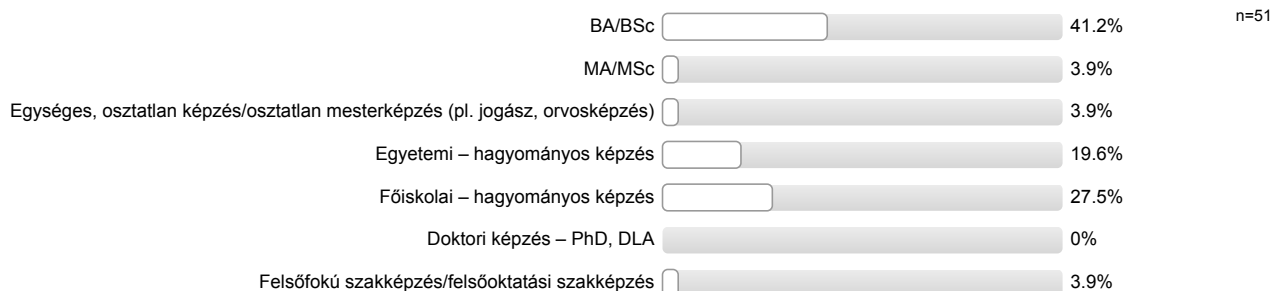 BA/BSc 41.2% n=51
MA/MSc 3.9%
Egységes, osztatlan képzés/osztatlan mesterképzés (pl. jogász, orvosképzés) 3.9%
Egyetemi – hagyományos képzés 19.6%
Főiskolai – hagyományos képzés 27.5%
Doktori képzés – PhD, DLA 0%
Felsőfokú szakképzés/felsőoktatási szakképzés 3.9%